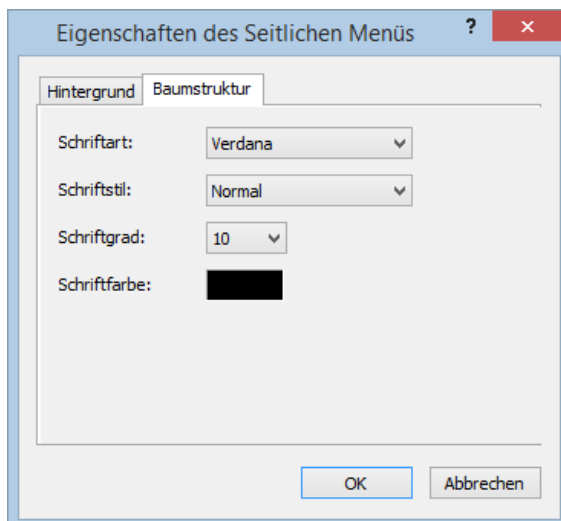 Eigenschaften des Seitlichen Menüs ?
Hintergrund Baumstruktur
Schriftart: Verdana
Schriftstil: Normal
Schriftgrad: 10
Schriftfarbe:
OK Abbrechen